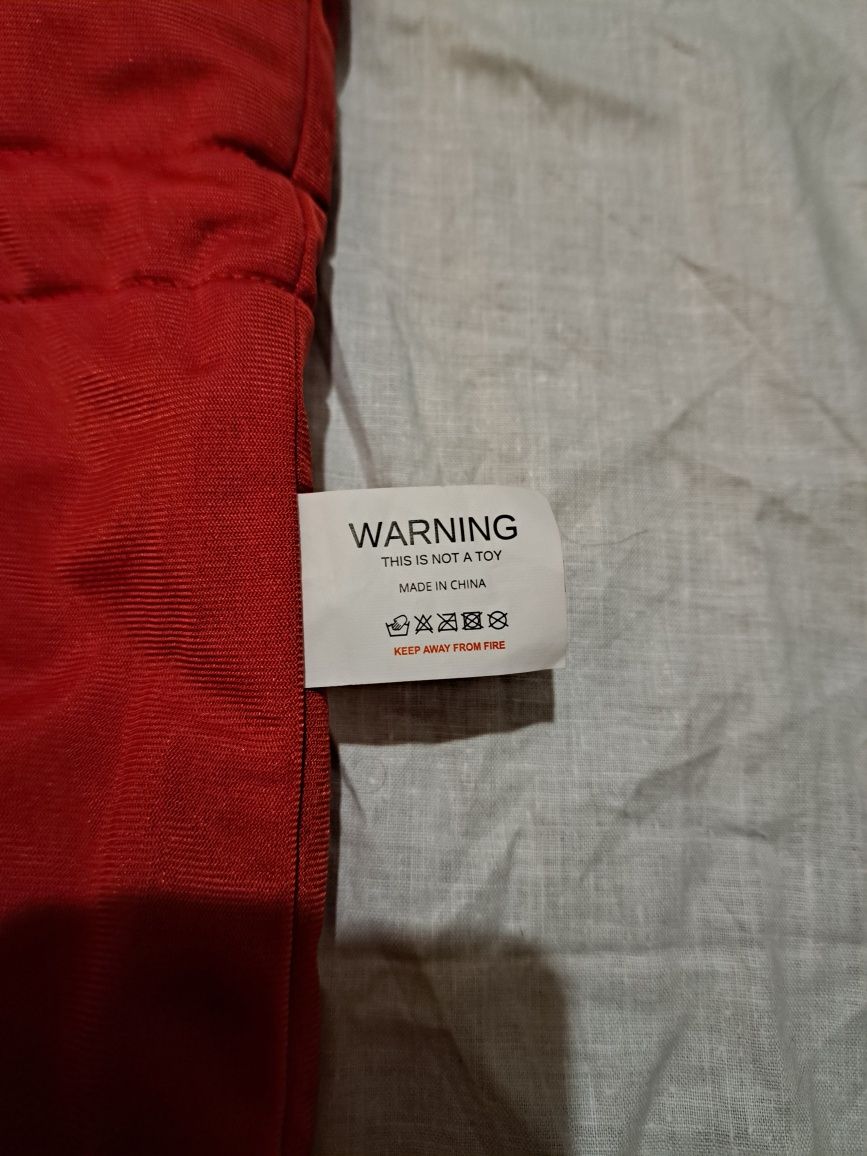 WARNING
THIS IS NOT A TOY
MADE IN CHINA
KEEP AWAY FROM FIRE